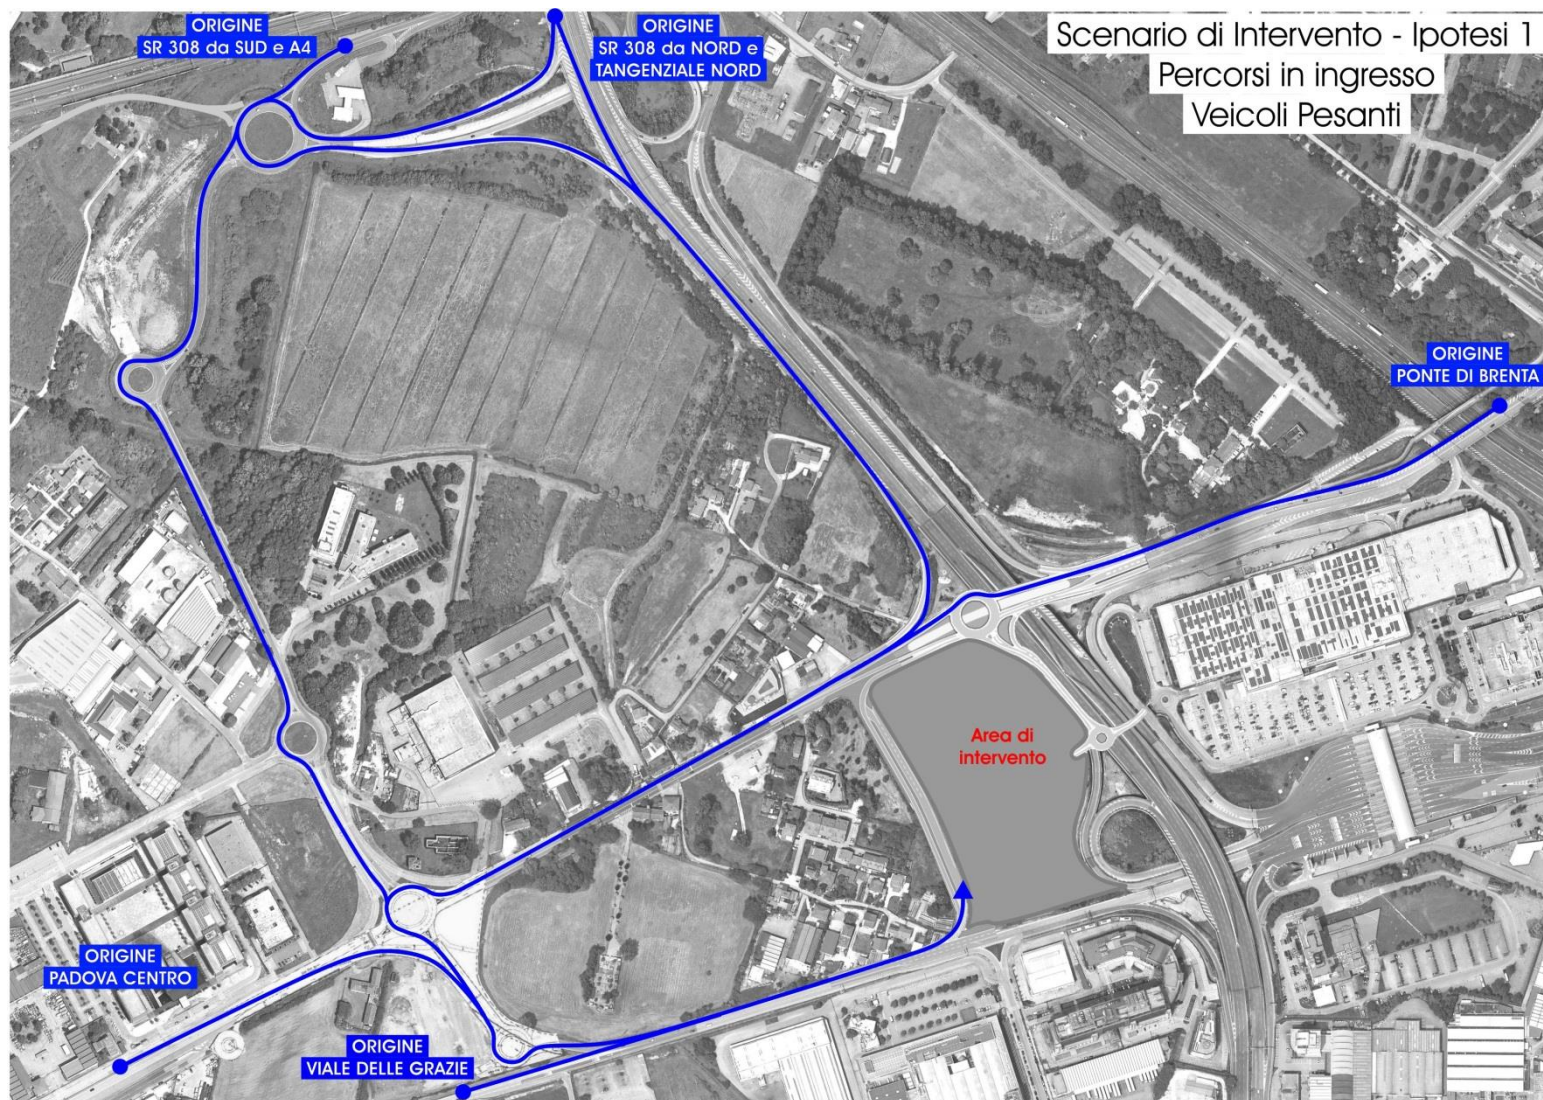 ORIGINE
SR 308 da SUD e A4
ORIGINE
SR 308 da NORD e
TANGENZIALE NORD
Scenario di Intervento - Ipotesi 1
Percorsi in ingresso
Veicoli Pesanti
ORIGINE
PONTE DI BRENTA
Area di
intervento
ORIGINE
PADOVA CENTRO
ORIGINE
VIALE DELLE GRAZIE